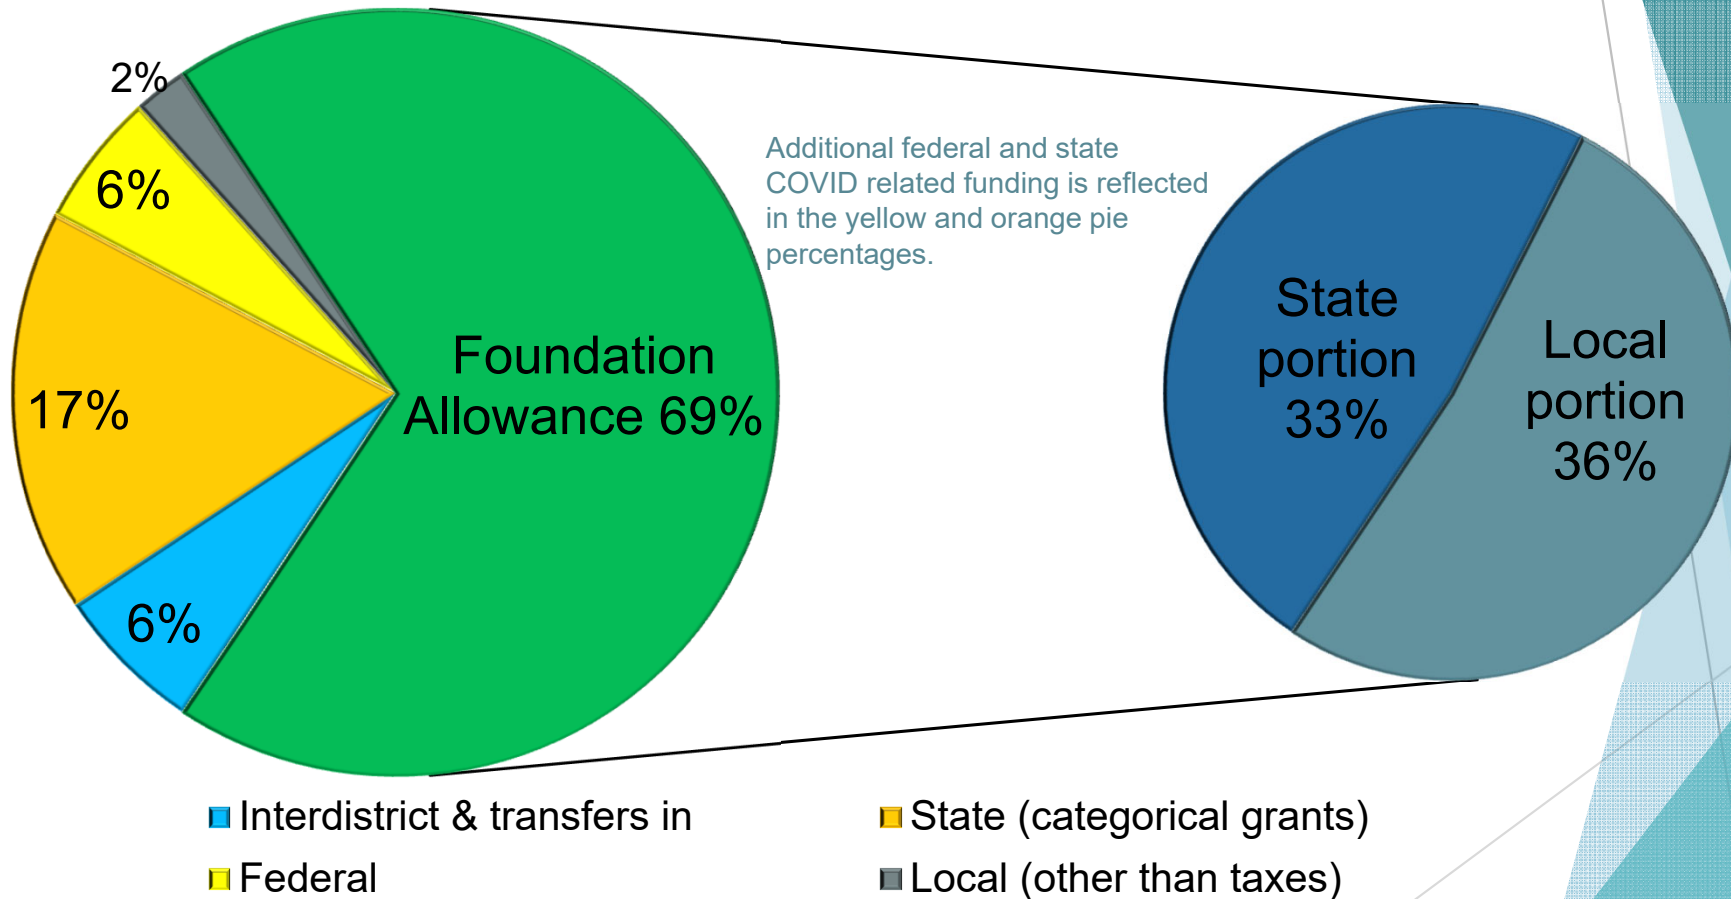 2%
6%
17%
6%
Foundation
Allowance 69%
Additional federal and state
COVID related funding is reflected
in the yellow and orange pie
percentages.
State
portion
33%
Local
portion
36%
Interdistrict & transfers in
State (categorical grants)
Federal
Local (other than taxes)